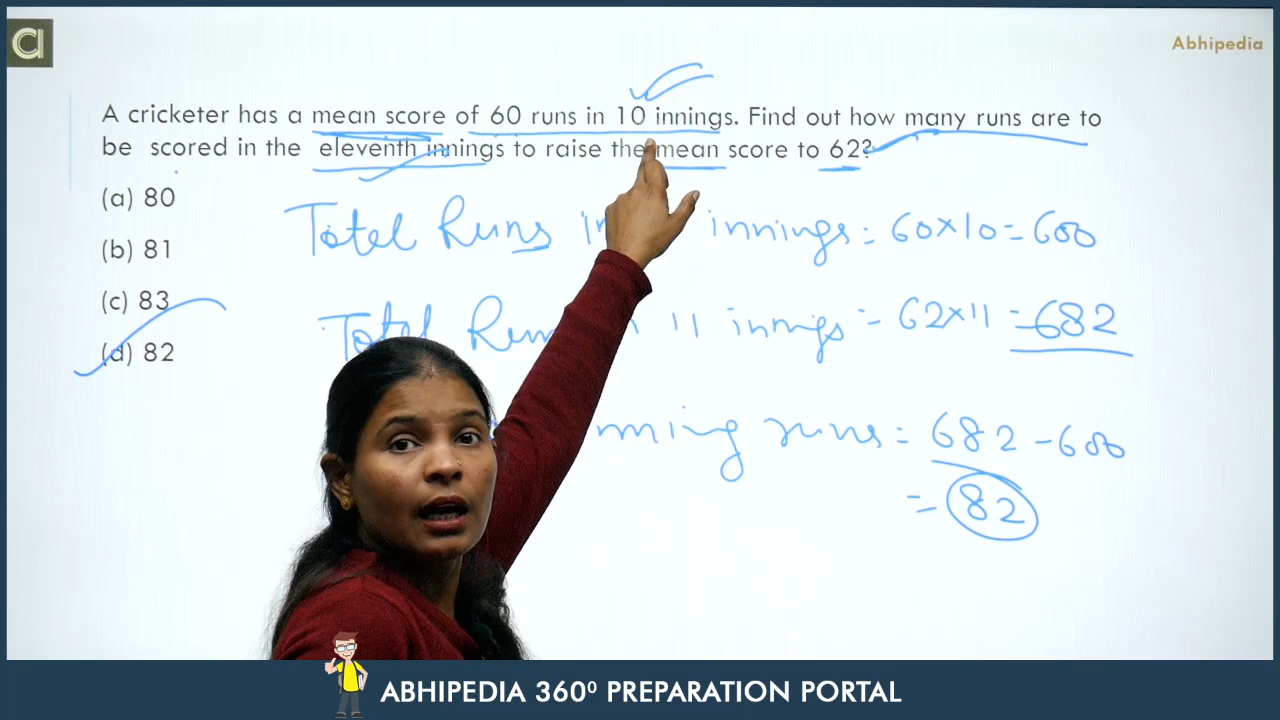 a
Abhipedia
A cricketer has a mean score of 60 runs in 10 innings. Find out how many runs are to
be scored in the eleventh innings to raise the mean score to 62?
(a) 80
(b) 81
(c) 83
(d) 82
Total Runs in innings = 60×10 = 600
Total Run 11 innings = 62×11 = 682
runs = 682 - 600
= 82
ABHIPEDIA 360⁰ PREPARATION PORTAL